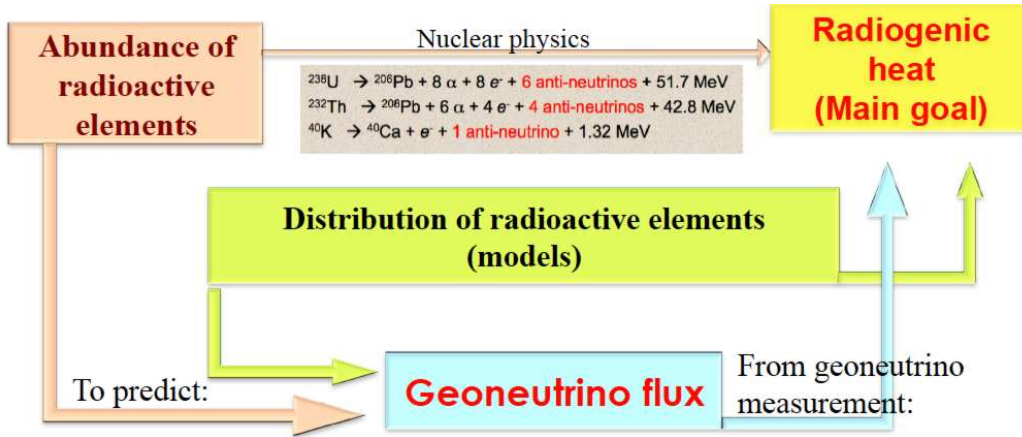 Abundance of
radioactive
elements
Nuclear physics
²³⁸U → ²⁰⁶Pb + 8 α + 8 e⁻ + 6 anti-neutrinos + 51.7 MeV
²³²Th → ²⁰⁸Pb + 6 α + 4 e⁻ + 4 anti-neutrinos + 42.8 MeV
⁴⁰K → ⁴⁰Ca + e⁻ + 1 anti-neutrino + 1.32 MeV
Radiogenic
heat
(Main goal)
Distribution of radioactive elements
(models)
To predict:
Geoneutrino flux
From geoneutrino
measurement: